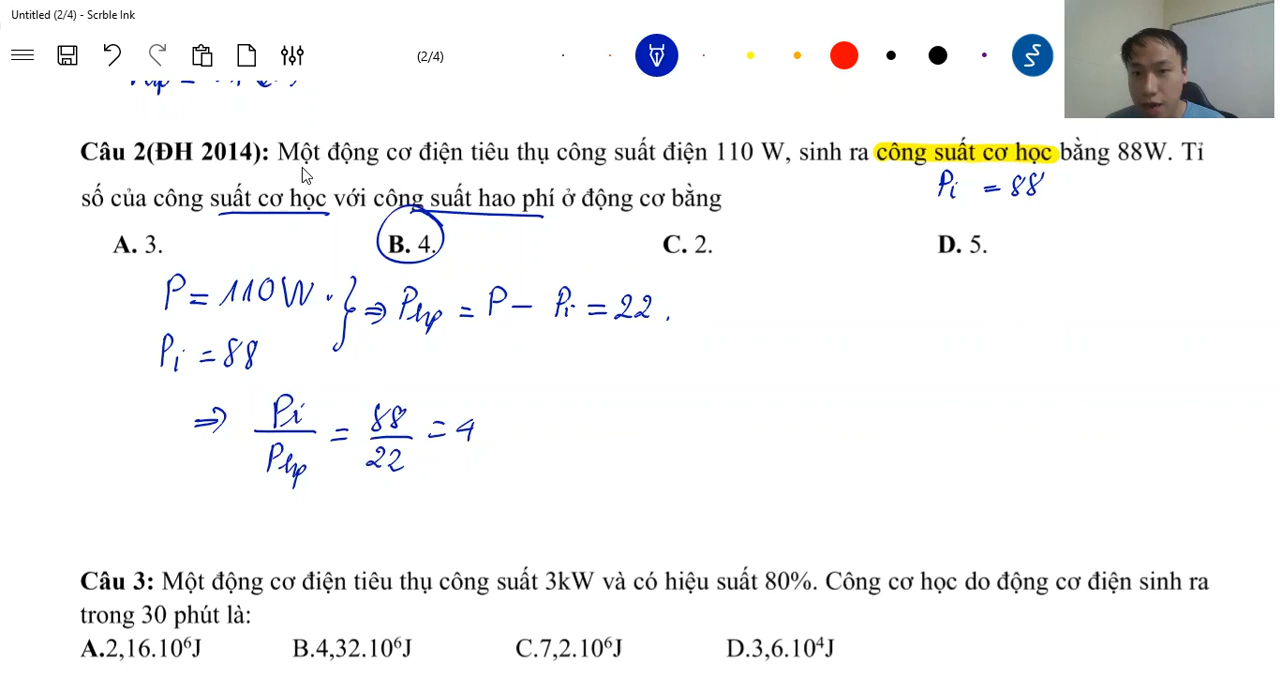 Untitled (2/4) - Scrble Ink
(2/4)
Câu 2(ĐH 2014): Một động cơ điện tiêu thụ công suất điện 110 W, sinh ra công suất cơ học bằng 88W. Tỉ
Pi = 88
số của công suất cơ học với công suất hao phí ở động cơ bằng
A. 3. B. 4. C. 2. D. 5.
P = 110W. } ⇒ Php = P - Pi = 22.
Pi = 88
⇒ Pi/Php = 88/22 = 4
Câu 3: Một động cơ điện tiêu thụ công suất 3kW và có hiệu suất 80%. Công cơ học do động cơ điện sinh ra
trong 30 phút là:
A.2,16.10⁶J B.4,32.10⁶J C.7,2.10⁶J D.3,6.10⁴J